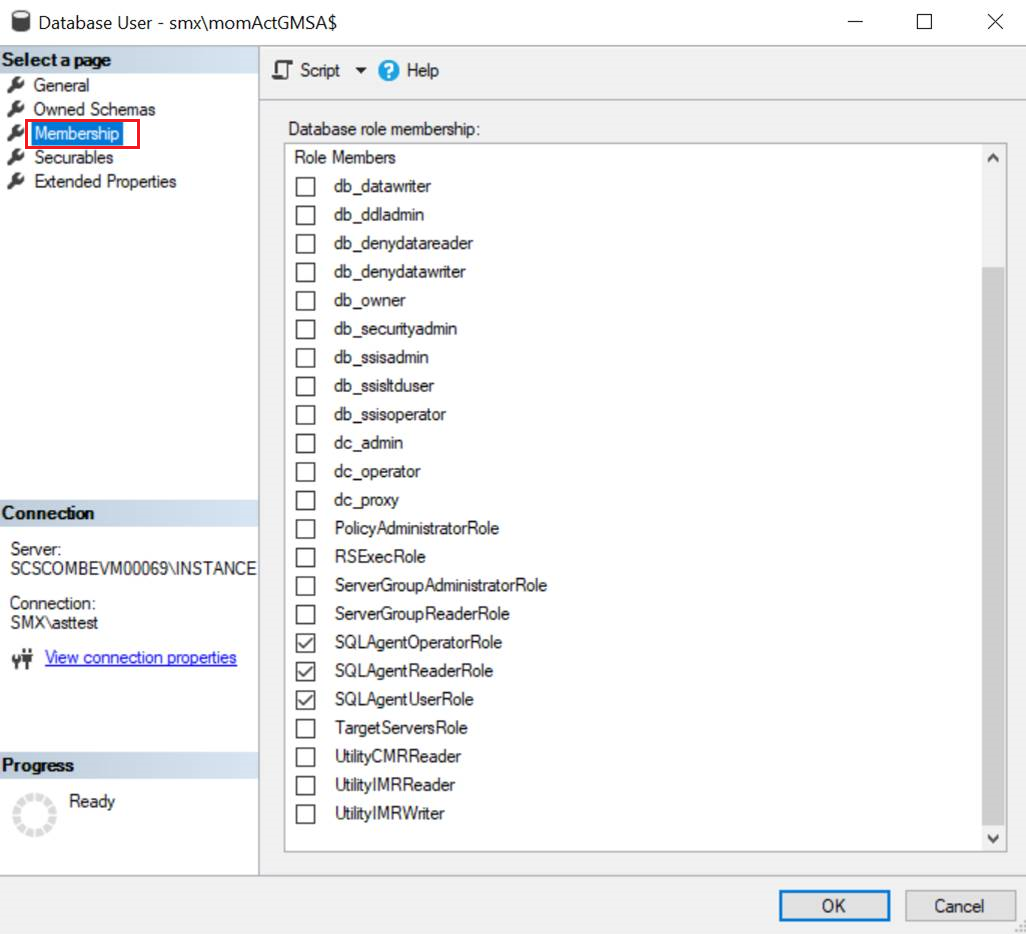 Database User - smx\momActGMSA$
Select a page
General
Owned Schemas
Membership
Securables
Extended Properties
Script
Help
Database role membership:
Role Members
db_datawriter
db_ddladmin
db_denydatareader
db_denydatawriter
db_owner
db_securityadmin
db_ssisadmin
db_ssisltduser
db_ssisoperator
dc_admin
dc_operator
dc_proxy
PolicyAdministratorRole
RSExecRole
ServerGroupAdministratorRole
ServerGroupReaderRole
SQLAgentOperatorRole
SQLAgentReaderRole
SQLAgentUserRole
TargetServersRole
UtilityCMRReader
UtilityIMRReader
UtilityIMRWriter
Connection
Server:
SCSCOMBEVM00069\INSTANCE
Connection:
SMX\asttest
View connection properties
Progress
Ready
OK
Cancel